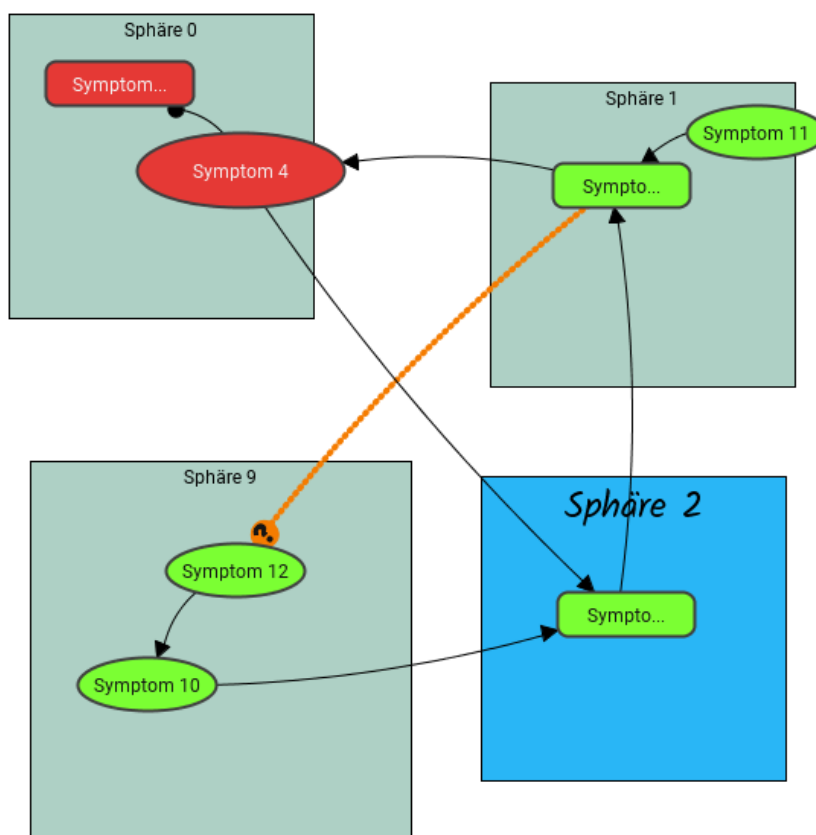 Sphäre 0
Symptom...
Symptom 4
Sphäre 1
Symptom 11
Sympto...
Sphäre 9
?
Symptom 12
Symptom 10
Sphäre 2
Sympto...